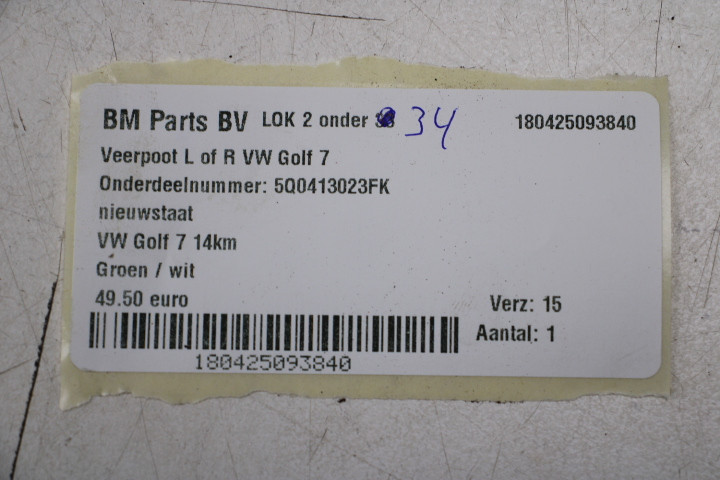 BM Parts BV LOK 2 onder 34 180425093840
Veerpoot L of R VW Golf 7
Onderdeelnummer: 5Q0413023FK
nieuwstaat
VW Golf 7 14km
Groen / wit
49.50 euro Verz: 15
Aantal: 1
180425093840